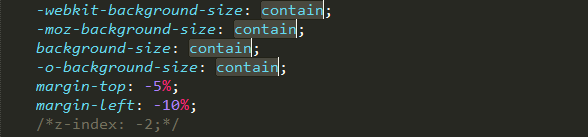 -webkit-background-size: contain;
-moz-background-size: contain;
background-size: contain;
-o-background-size: contain;
margin-top: -5%;
margin-left: -10%;
/*z-index: -2;*/